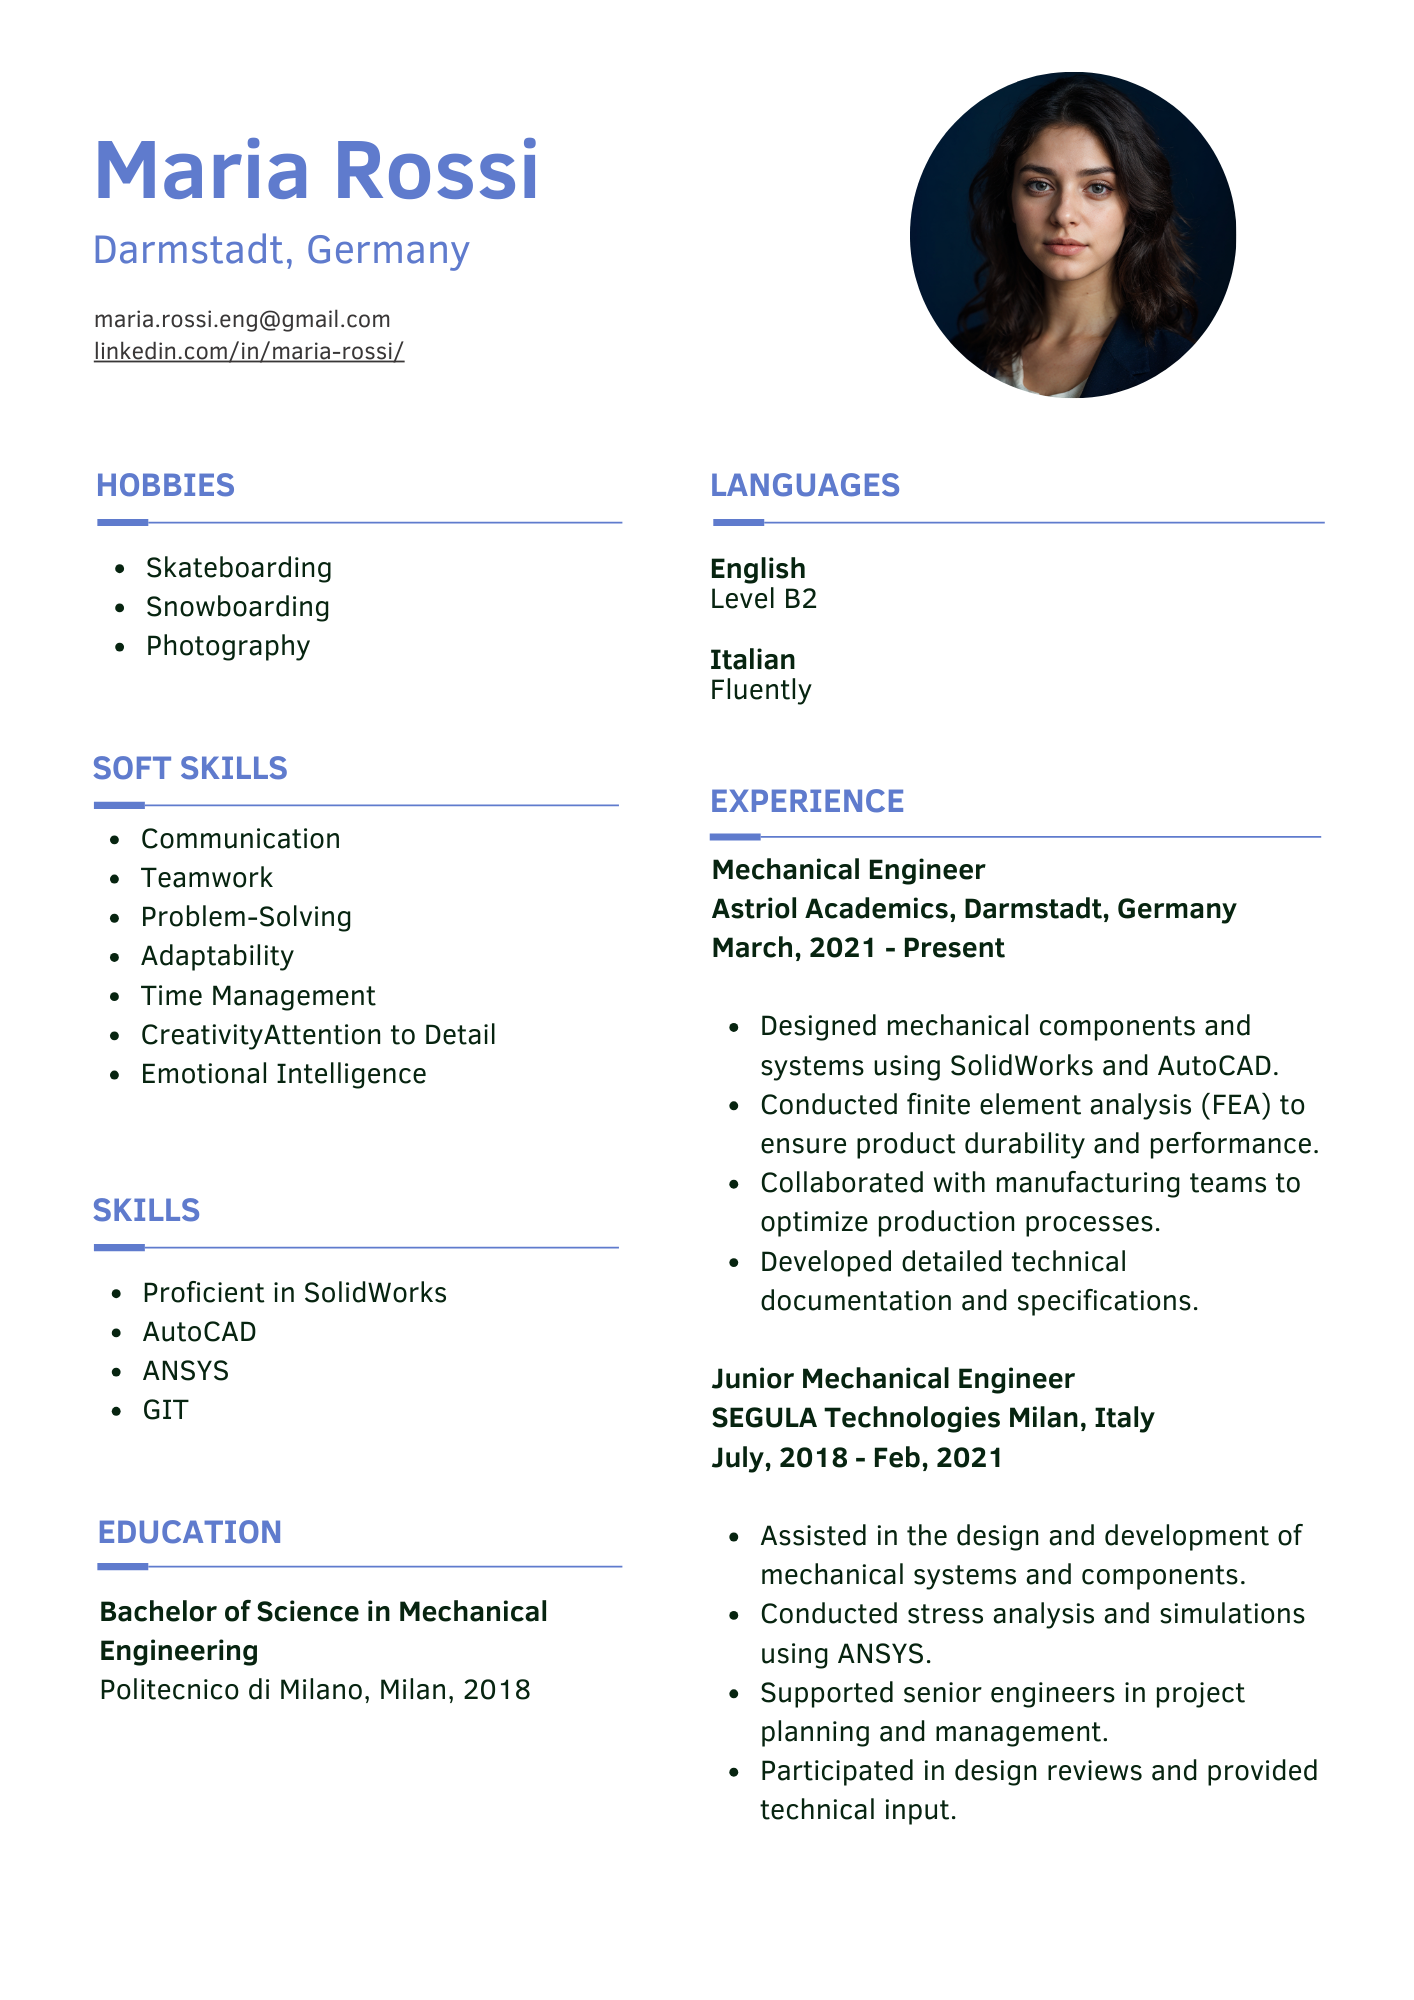 Maria Rossi
Darmstadt, Germany
maria.rossi.eng@gmail.com
linkedin.com/in/maria-rossi/
HOBBIES
Skateboarding
Snowboarding
Photography
SOFT SKILLS
Communication
Teamwork
Problem-Solving
Adaptability
Time Management
CreativityAttention to Detail
Emotional Intelligence
SKILLS
Proficient in SolidWorks
AutoCAD
ANSYS
GIT
EDUCATION
Bachelor of Science in Mechanical
Engineering
Politecnico di Milano, Milan, 2018
LANGUAGES
English
Level B2
Italian
Fluently
EXPERIENCE
Mechanical Engineer
Astriol Academics, Darmstadt, Germany
March, 2021 - Present
Designed mechanical components and
systems using SolidWorks and AutoCAD.
Conducted finite element analysis (FEA) to
ensure product durability and performance.
Collaborated with manufacturing teams to
optimize production processes.
Developed detailed technical
documentation and specifications.
Junior Mechanical Engineer
SEGULA Technologies Milan, Italy
July, 2018 - Feb, 2021
Assisted in the design and development of
mechanical systems and components.
Conducted stress analysis and simulations
using ANSYS.
Supported senior engineers in project
planning and management.
Participated in design reviews and provided
technical input.